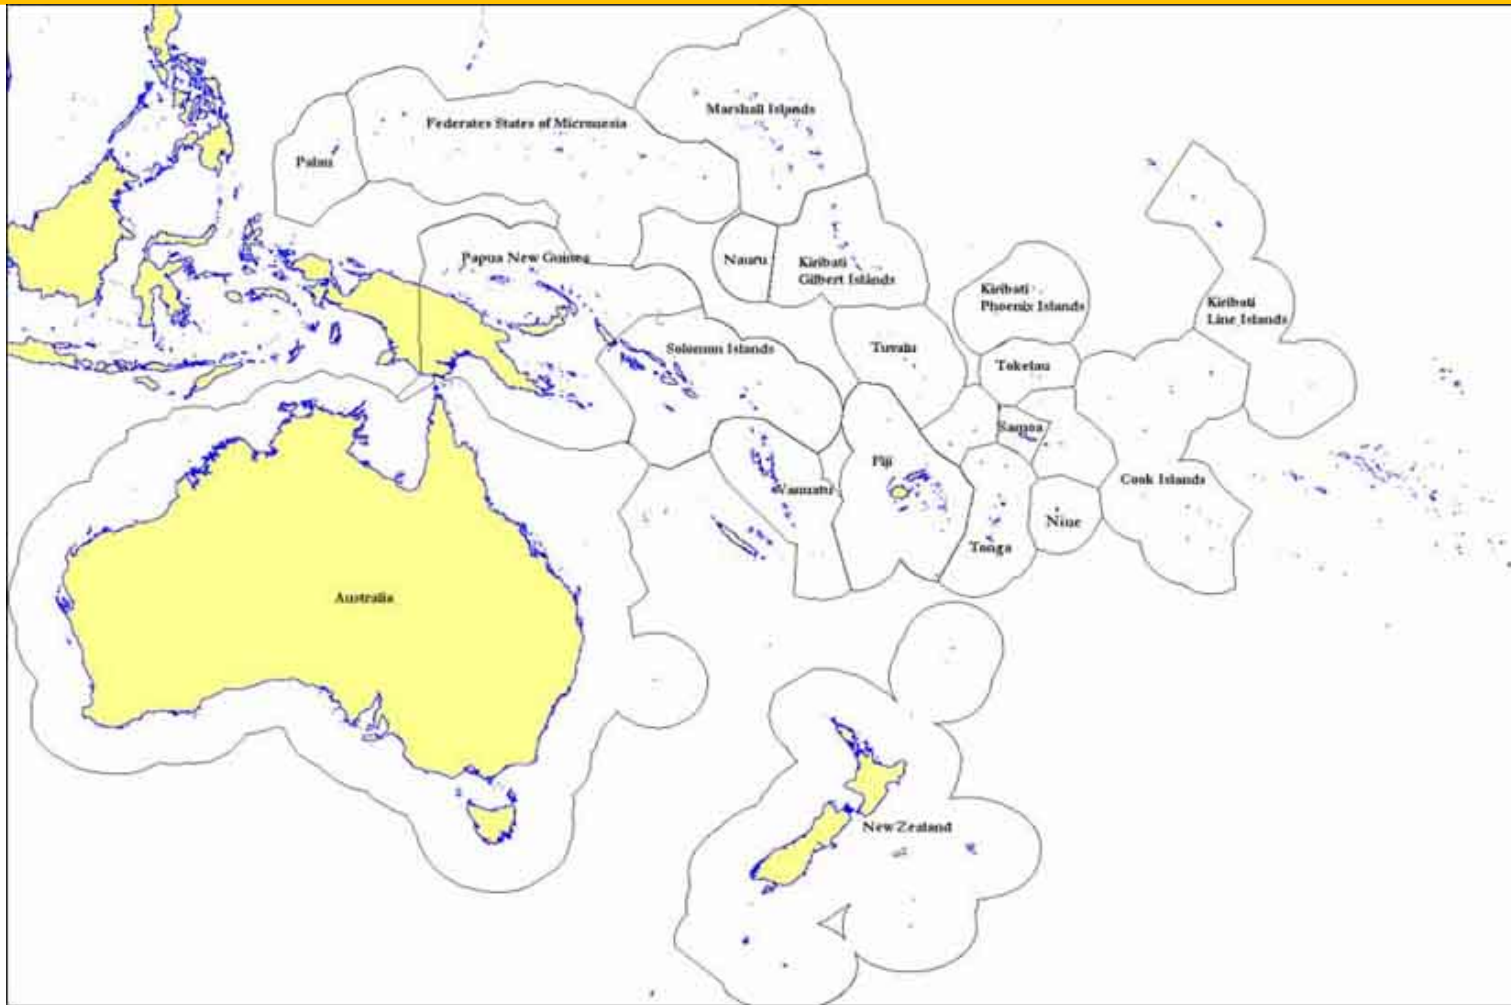 Marshall Islands
Federates States of Micronesia
Palau
Papua New Guinea
Nauru
Kiribati
Gilbert Islands
Kiribati
Phoenix Islands
Kiribati
Line Islands
Solomon Islands
Tuvalu
Tokelau
Samoa
Fiji
Vanuatu
Cook Islands
Niue
Tonga
Australia
New Zealand